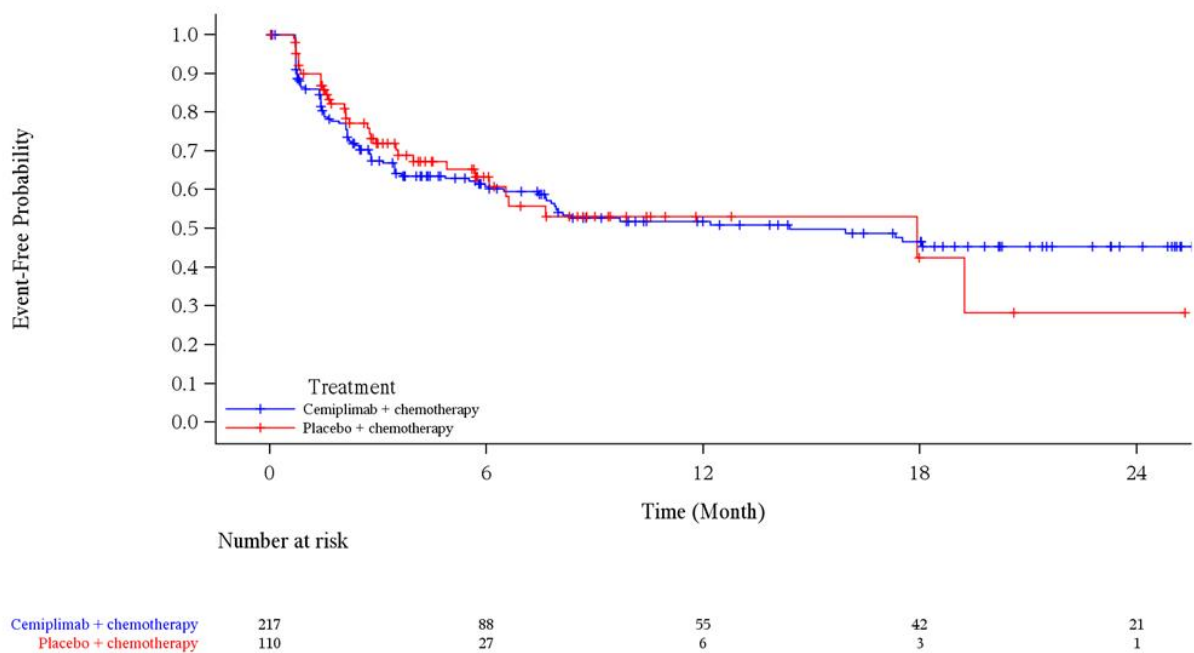 Event-Free Probability
1.0
0.9
0.8
0.7
0.6
0.5
0.4
0.3
0.2
0.1
0.0
Treatment
Cemiplimab + chemotherapy
Placebo + chemotherapy
0 6 12 18 24
Time (Month)
Number at risk
Cemiplimab + chemotherapy 217 88 55 42 21
Placebo + chemotherapy 110 27 6 3 1